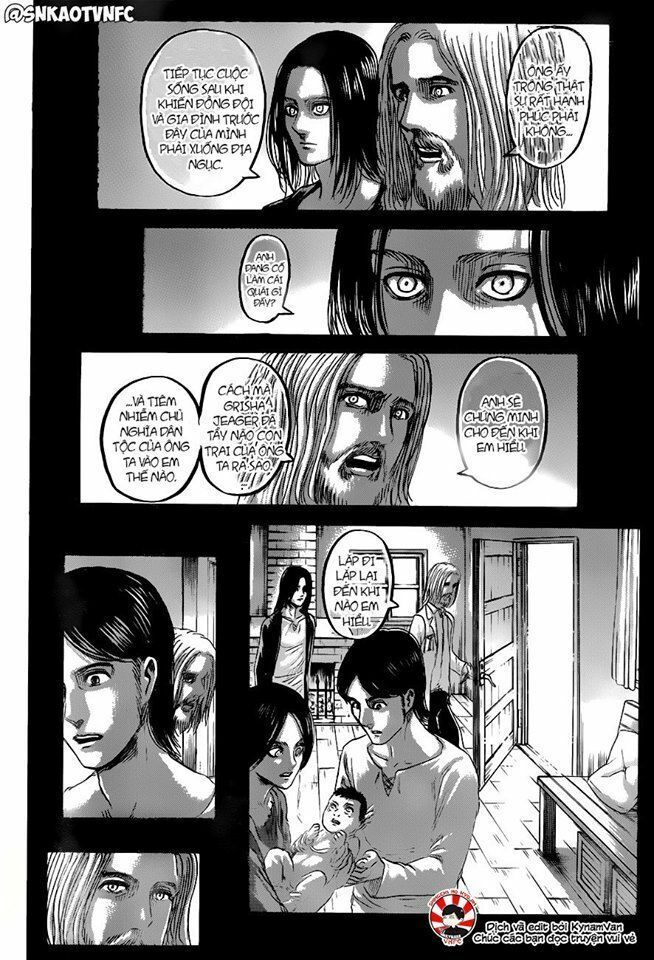 @SNKAOTVNFC
ÔNG ẤY
TRÔNG THẬT
SỰ RẤT HẠNH
PHÚC PHẢI
KHÔNG...
TIẾP TỤC CUỘC
SỐNG SAU KHI
KHIẾN ĐỒNG ĐỘI
VÀ GIA ĐÌNH TRƯỚC
ĐÂY CỦA MÌNH
PHẢI XUỐNG ĐỊA
NGỤC.
ANH
ĐANG CỐ
LÀM CÁI
QUÁI GÌ
ĐẤY?
ANH SẼ
CHỨNG MINH
CHO ĐẾN KHI
EM HIỂU.
CÁCH MÀ
GRISHA
JEAGER ĐÃ
TẨY NÃO CON
TRAI CỦA ÔNG
TA RA SAO.
...VÀ TIÊM
NHIỄM CHỦ
NGHĨA DÂN
TỘC CỦA ÔNG
TA VÀO EM
THẾ NÀO.
LẶP ĐI
LẶP LẠI
ĐẾN KHI
NÀO EM
HIỂU.
VNFC
Dịch và edit bởi KynamVan
Chúc các bạn đọc truyện vui vẻ